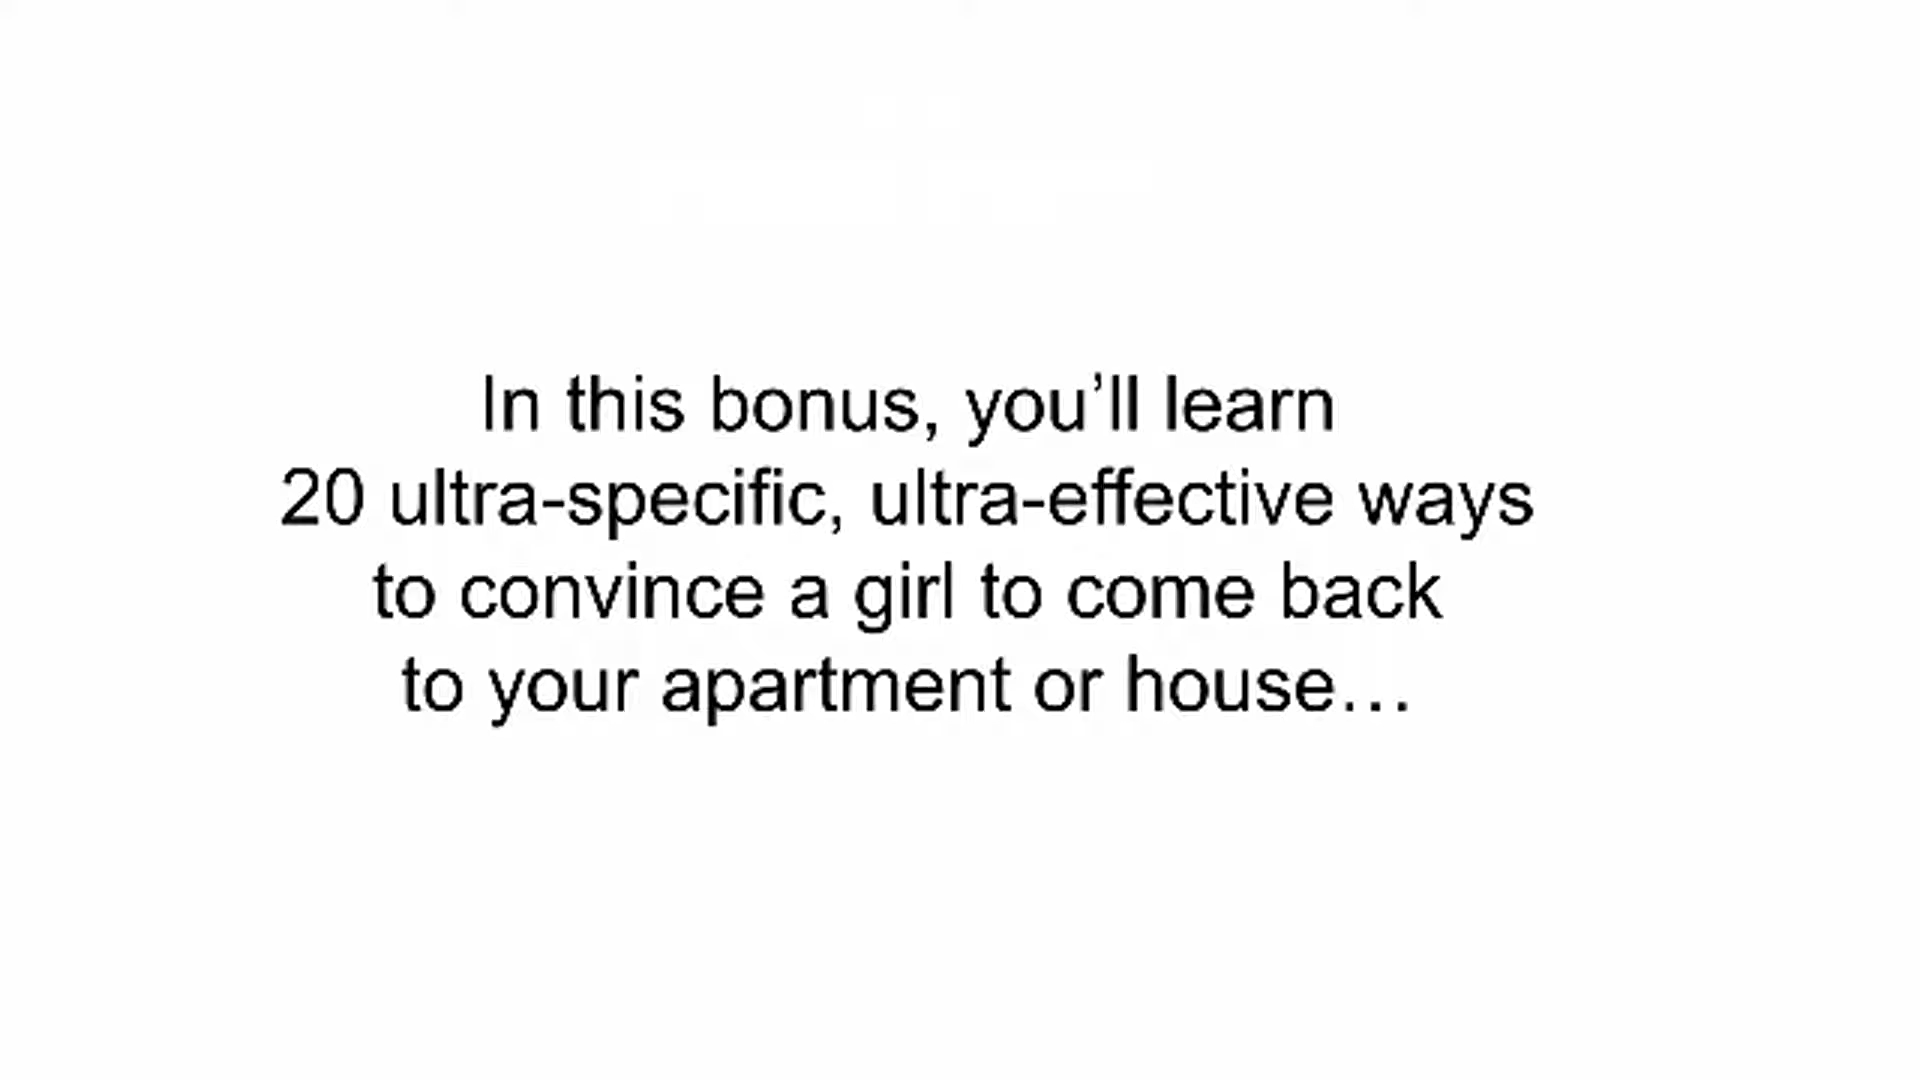 In this bonus, you’ll learn
20 ultra-specific, ultra-effective ways
to convince a girl to come back
to your apartment or house…